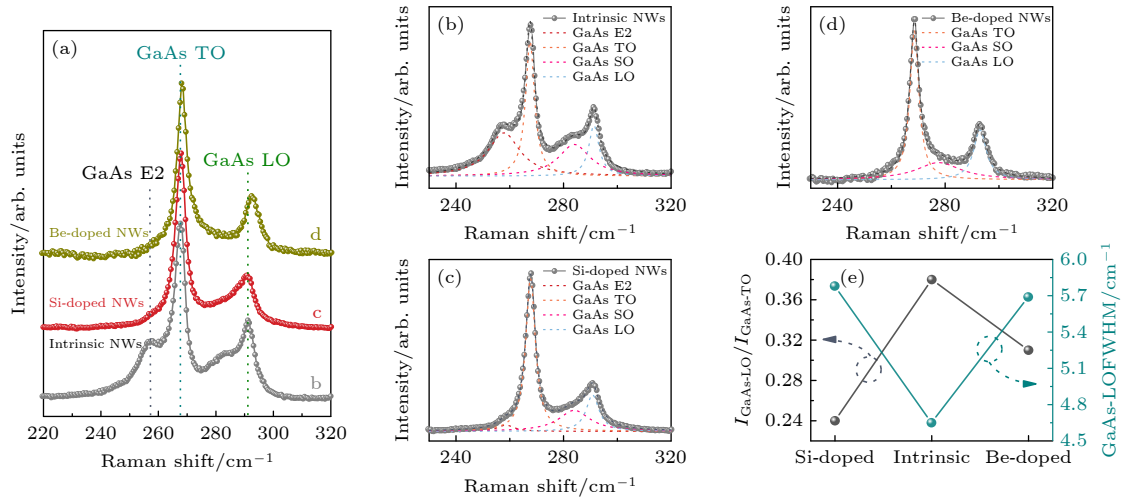 (a)
GaAs TO
GaAs LO
GaAs E2
Be-doped NWs
d
Si-doped NWs
c
Intrinsic NWs
b
220 240 260 280 300 320
Raman shift/cm⁻¹
Intensity/arb. units
(b)
Intrinsic NWs
GaAs E2
GaAs TO
GaAs SO
GaAs LO
240 260 280 300 320
Raman shift/cm⁻¹
Intensity/arb. units
(c)
Si-doped NWs
GaAs E2
GaAs TO
GaAs SO
GaAs LO
240 260 280 300 320
Raman shift/cm⁻¹
Intensity/arb. units
(d)
Be-doped NWs
GaAs TO
GaAs SO
GaAs LO
240 260 280 300 320
Raman shift/cm⁻¹
Intensity/arb. units
(e)
0.40
0.36
0.32
0.28
0.24
I_GaAs-LO/I_GaAs-TO
6.0
5.7
5.4
5.1
4.8
4.5
GaAs-LOFWHM/cm⁻¹
Si-doped Intrinsic Be-doped